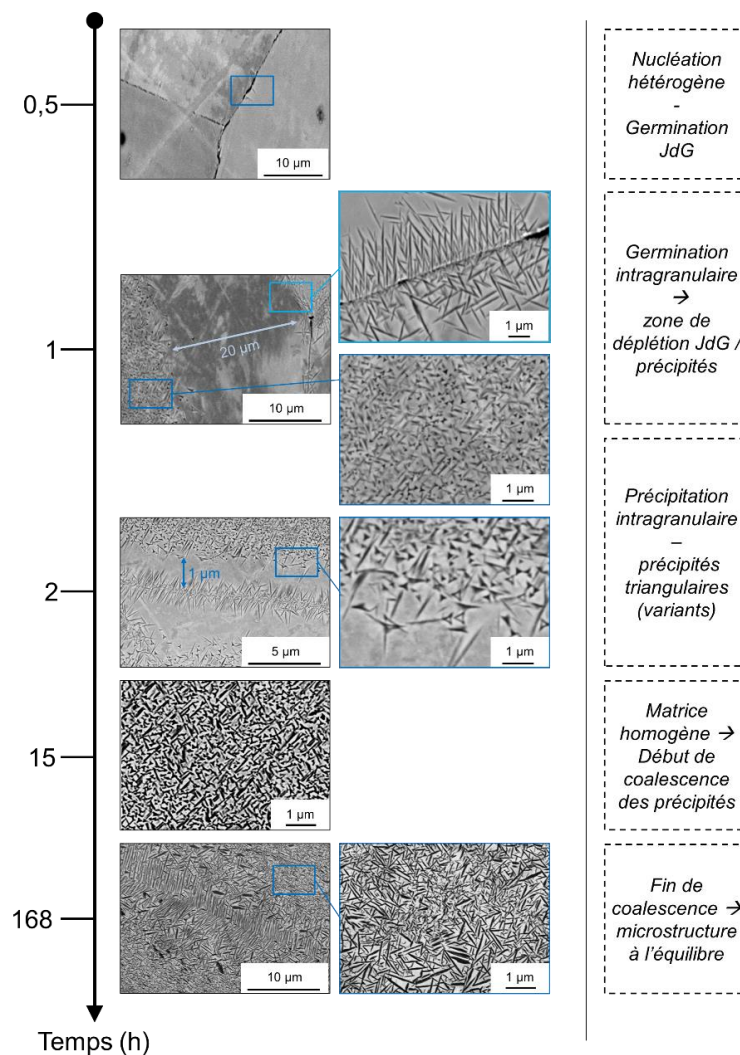 0,5
10 µm
Nucléation
hétérogène
-
Germination
JdG
1
20 µm
10 µm
1 µm
1 µm
Germination
intragranulaire
→
zone de
déplétion JdG /
précipités
2
1 µm
5 µm
1 µm
Précipitation
intragranulaire
–
précipités
triangulaires
(variants)
15
1 µm
Matrice
homogène →
Début de
coalescence
des précipités
168
10 µm
1 µm
Fin de
coalescence →
microstructure
à l'équilibre
Temps (h)